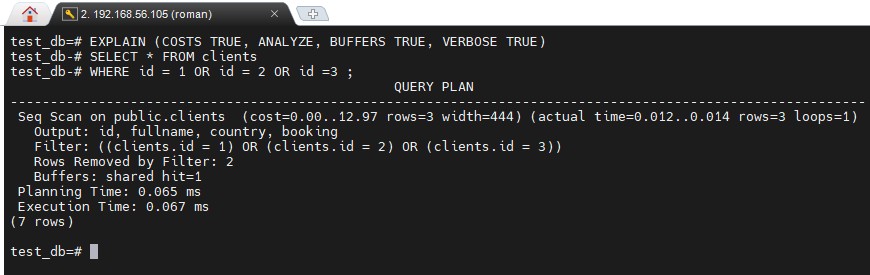 2. 192.168.56.105 (roman)
test_db=# EXPLAIN (COSTS TRUE, ANALYZE, BUFFERS TRUE, VERBOSE TRUE)
test_db-# SELECT * FROM clients
test_db-# WHERE id = 1 OR id = 2 OR id =3 ;
QUERY PLAN
--------------------------------------------------------------------------------------------------------
Seq Scan on public.clients  (cost=0.00..12.97 rows=3 width=444) (actual time=0.012..0.014 rows=3 loops=1)
Output: id, fullname, country, booking
Filter: ((clients.id = 1) OR (clients.id = 2) OR (clients.id = 3))
Rows Removed by Filter: 2
Buffers: shared hit=1
Planning Time: 0.065 ms
Execution Time: 0.067 ms
(7 rows)
test_db=#